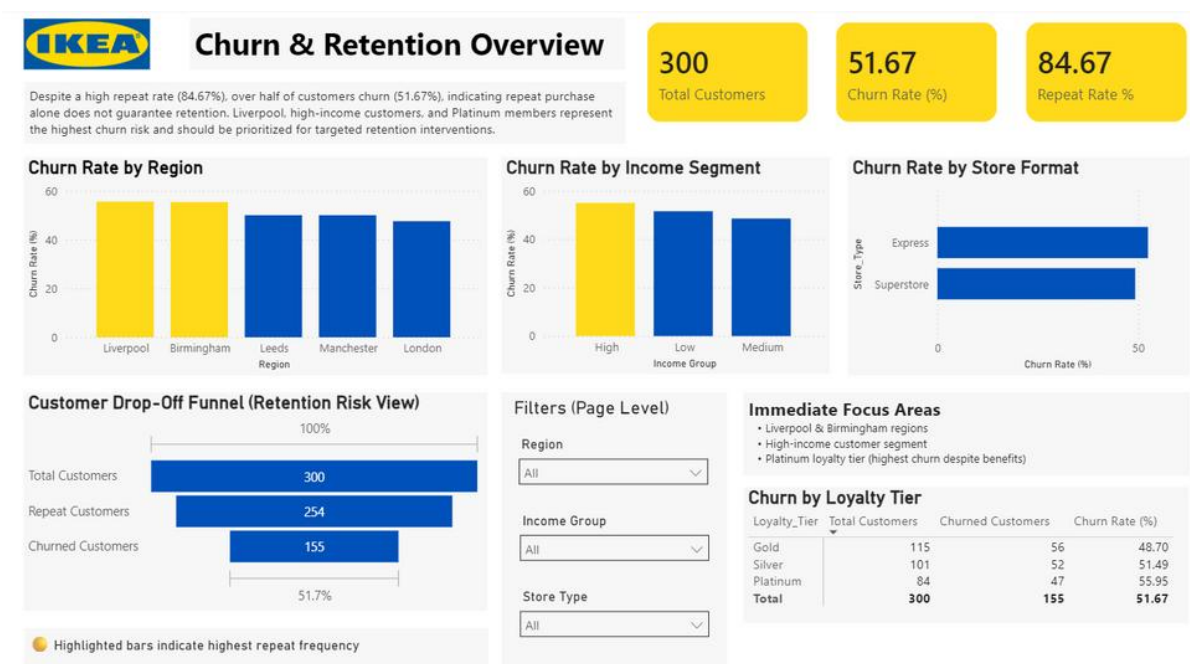 IKEA
Churn & Retention Overview
Despite a high repeat rate (84.67%), over half of customers churn (51.67%), indicating repeat purchase
alone does not guarantee retention. Liverpool, high-income customers, and Platinum members represent
the highest churn risk and should be prioritized for targeted retention interventions.
300
Total Customers
51.67
Churn Rate (%)
84.67
Repeat Rate %
Churn Rate by Region
60
40
20
0
Churn Rate (%)
Liverpool Birmingham Leeds Manchester London
Region
Churn Rate by Income Segment
60
40
20
0
Churn Rate (%)
High Low Medium
Income Group
Churn Rate by Store Format
Store_Type
Express
Superstore
0 50
Churn Rate (%)
Customer Drop-Off Funnel (Retention Risk View)
100%
Total Customers 300
Repeat Customers 254
Churned Customers 155
51.7%
Highlighted bars indicate highest repeat frequency
Filters (Page Level)
Region
All
Income Group
All
Store Type
All
Immediate Focus Areas
• Liverpool & Birmingham regions
• High-income customer segment
• Platinum loyalty tier (highest churn despite benefits)
Churn by Loyalty Tier
Loyalty_Tier Total Customers Churned Customers Churn Rate (%)
Gold 115 56 48.70
Silver 101 52 51.49
Platinum 84 47 55.95
Total 300 155 51.67